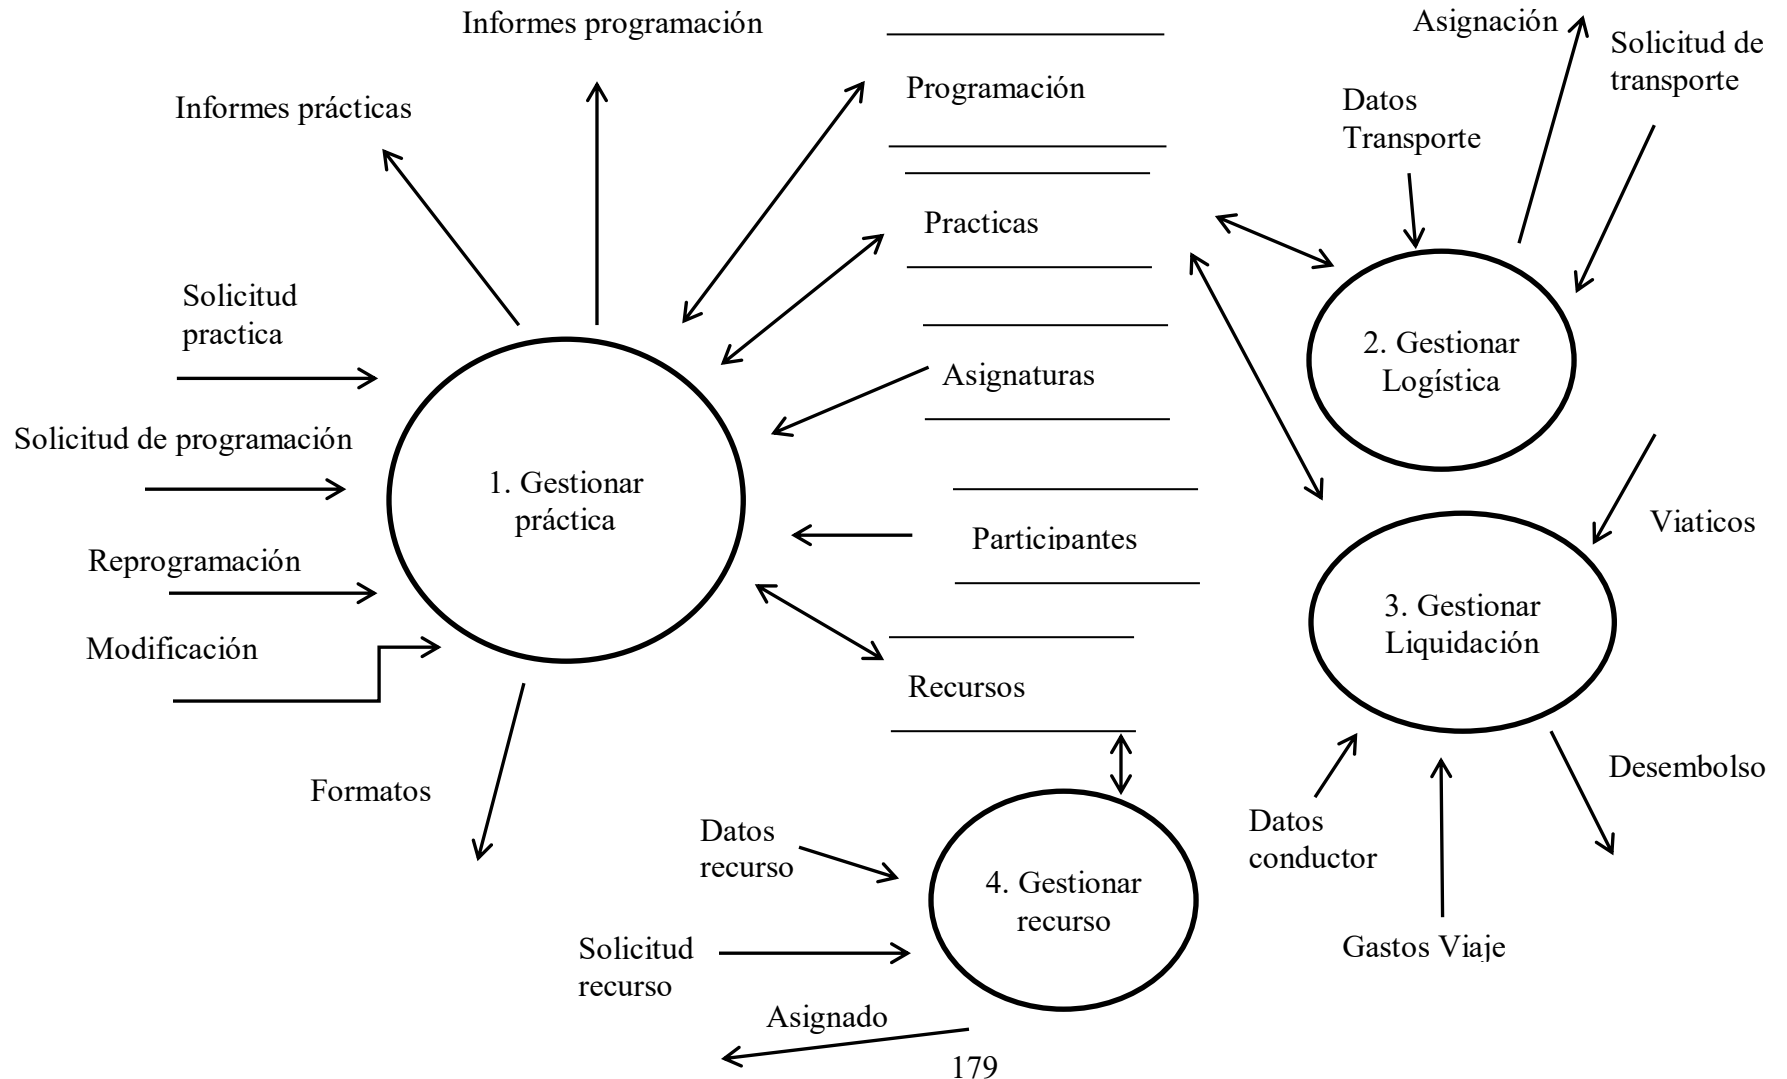 Informes programación
Informes prácticas
Solicitud
practica
Solicitud de programación
Reprogramación
Modificación
1. Gestionar
práctica
Formatos
Programación
Practicas
Asignaturas
Participantes
Recursos
Asignación
Solicitud de
transporte
Datos
Transporte
2. Gestionar
Logística
Viaticos
3. Gestionar
Liquidación
Desembolso
Datos
conductor
Gastos Viaje
Datos
recurso
4. Gestionar
recurso
Solicitud
recurso
Asignado
179